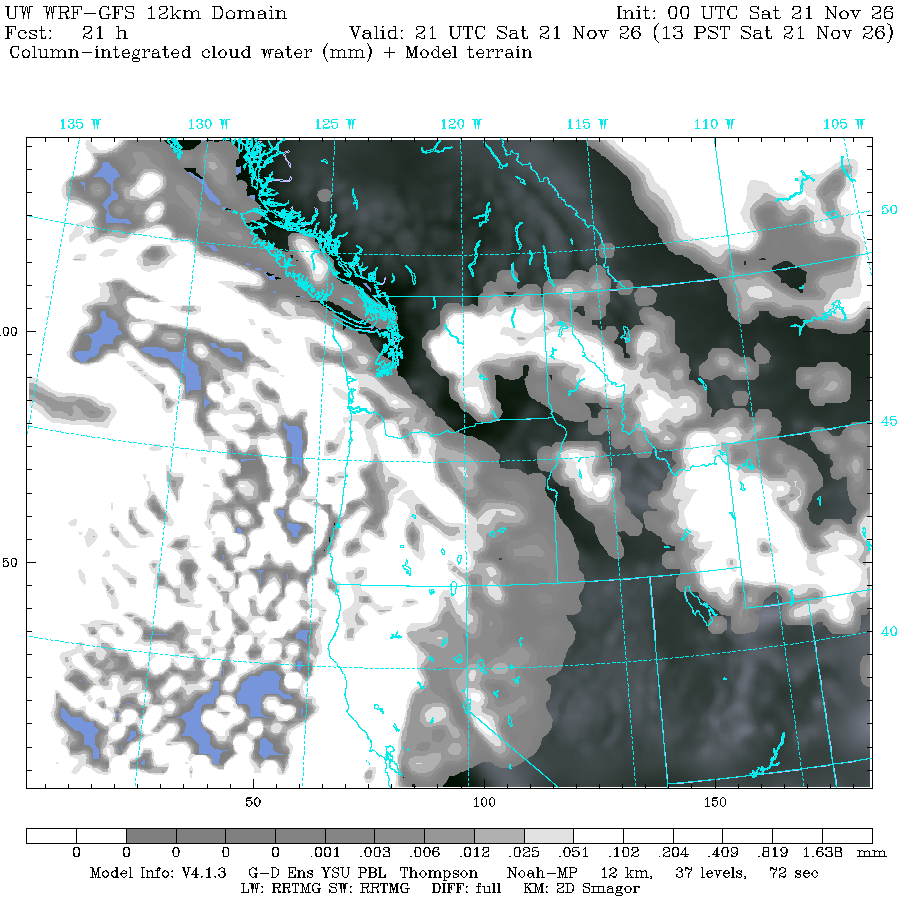 UW WRF-GFS 12km Domain Init: 00 UTC Sat 21 Nov 26
Fcst: 21 h Valid: 21 UTC Sat 21 Nov 26 (13 PST Sat 21 Nov 26)
Column-integrated cloud water (mm) + Model terrain
135 W 130 W 125 W 120 W 115 W 110 W 105 W
50
00
45
50
40
50 100 150
0 0 0 0 0 .001 .003 .006 .012 .025 .051 .102 .204 .409 .819 1.638 mm
Model Info: V4.1.3 G-D Ens YSU PBL Thompson Noah-MP 12 km, 37 levels, 72 sec
LW: RRTMG SW: RRTMG DIFF: full KM: 2D Smagor